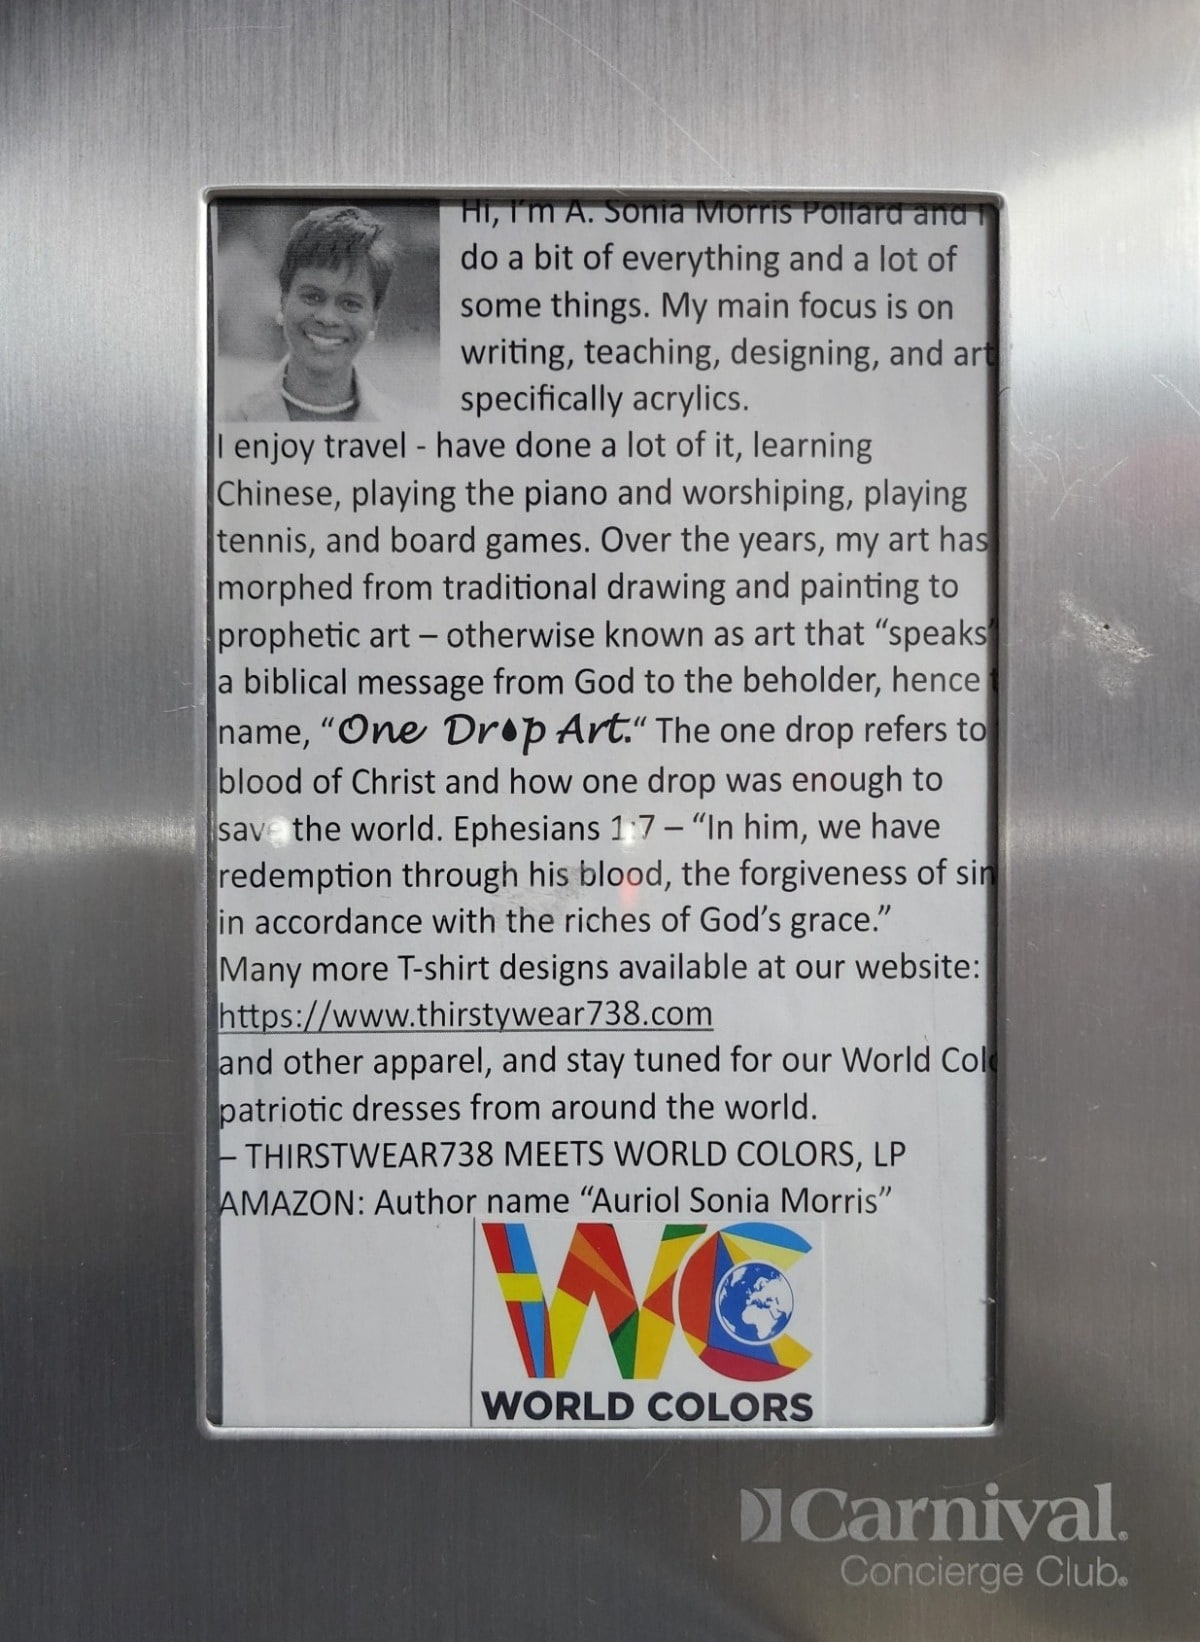 Hi, I'm A. Sonia Morris Pollard and I
do a bit of everything and a lot of
some things. My main focus is on
writing, teaching, designing, and art
specifically acrylics.
I enjoy travel - have done a lot of it, learning
Chinese, playing the piano and worshiping, playing
tennis, and board games. Over the years, my art has
morphed from traditional drawing and painting to
prophetic art – otherwise known as art that “speaks”
a biblical message from God to the beholder, hence
name, “One Drop Art.“ The one drop refers to
blood of Christ and how one drop was enough to
save the world. Ephesians 1:7 – “In him, we have
redemption through his blood, the forgiveness of sin
in accordance with the riches of God’s grace.”
Many more T-shirt designs available at our website:
https://www.thirstywear738.com
and other apparel, and stay tuned for our World Col
patriotic dresses from around the world.
– THIRSTWEAR738 MEETS WORLD COLORS, LP
AMAZON: Author name “Auriol Sonia Morris”
WC
WORLD COLORS
Carnival®
Concierge Club®